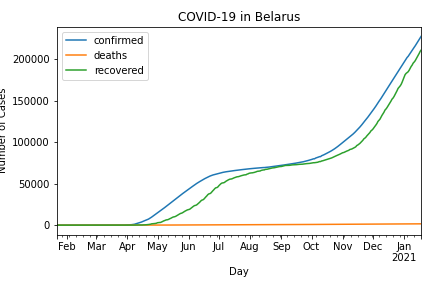 COVID-19 in Belarus
confirmed
deaths
recovered
200000
150000
100000
50000
0
Number of Cases
Feb Mar Apr May Jun Jul Aug Sep Oct Nov Dec Jan
2021
Day